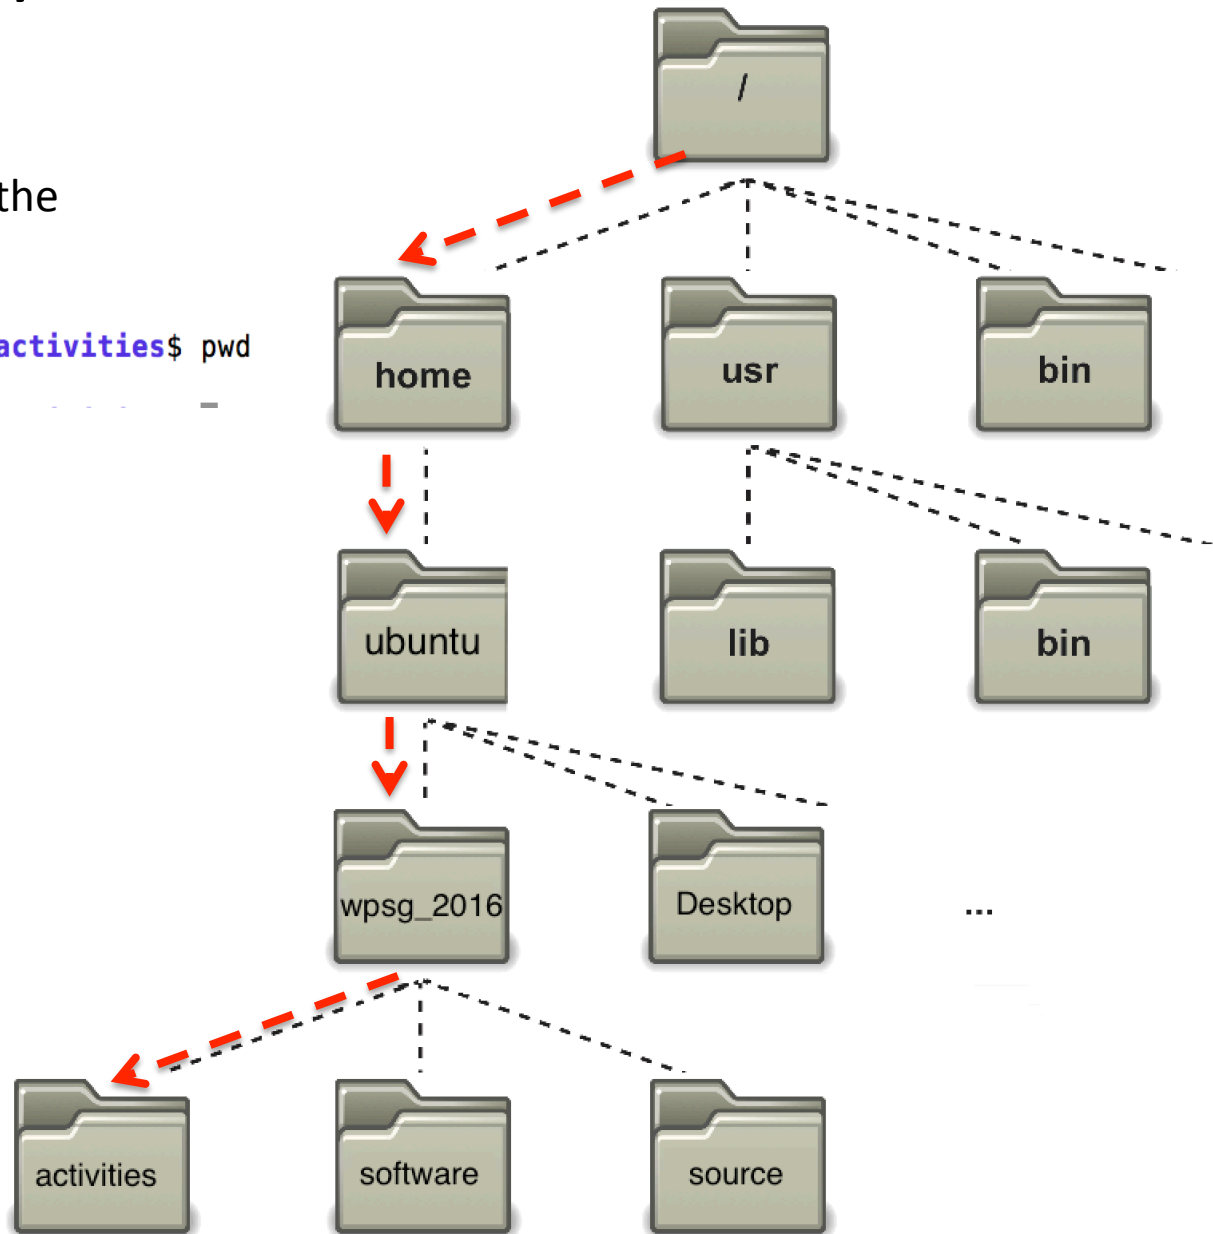 /
the
activities$ pwd
home
usr
bin
ubuntu
lib
bin
wpsg_2016
Desktop
...
activities
software
source